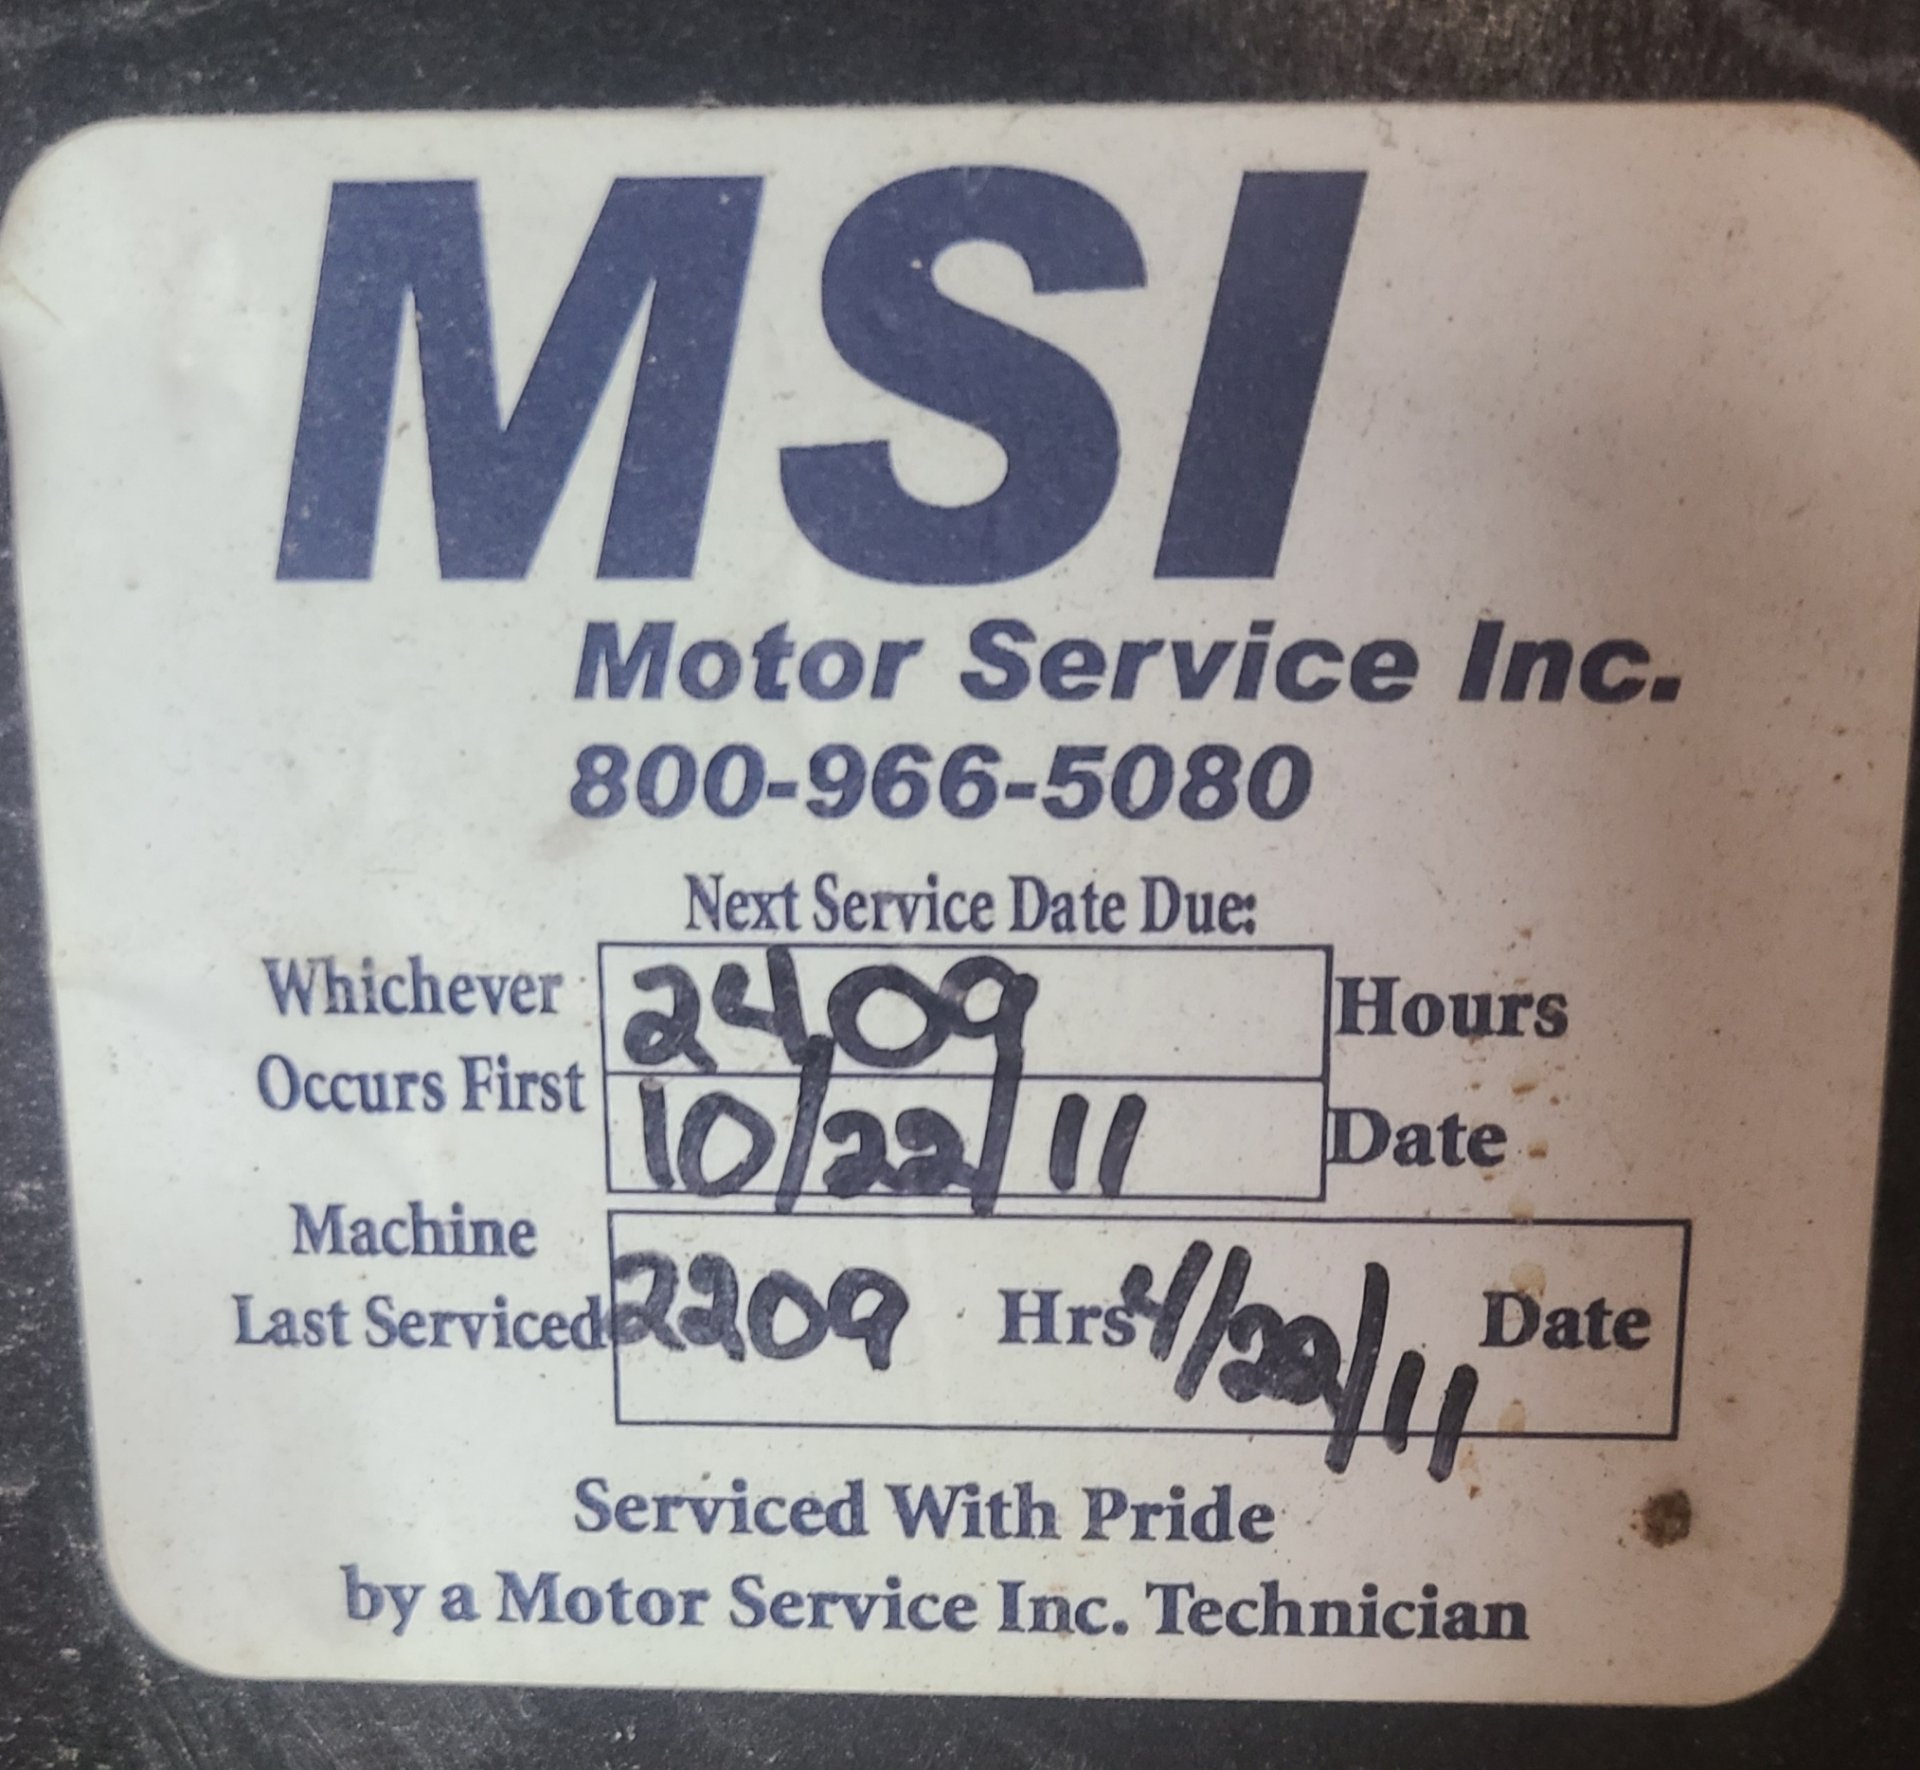 MSI
Motor Service Inc.
800-966-5080
Next Service Date Due:
Whichever 2409 Hours
Occurs First 10/22/11 Date
Machine
Last Serviced 2209 Hrs 4/22/11 Date
Serviced With Pride
by a Motor Service Inc. Technician